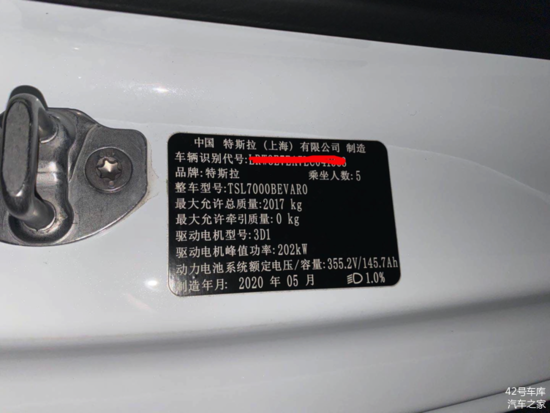 中国 特斯拉(上海)有限公司 制造
车辆识别代号:
品牌:特斯拉 乘坐人数:5
整车型号:TSL7000BEVAR0
最大允许总质量:2017 kg
最大允许牵引质量:0 kg
驱动电机型号:3D1
驱动电机峰值功率:202kW
动力电池系统额定电压/容量:355.2V/145.7Ah
制造年月: 2020 年 05 月 1.0%
42号车库
汽车之家